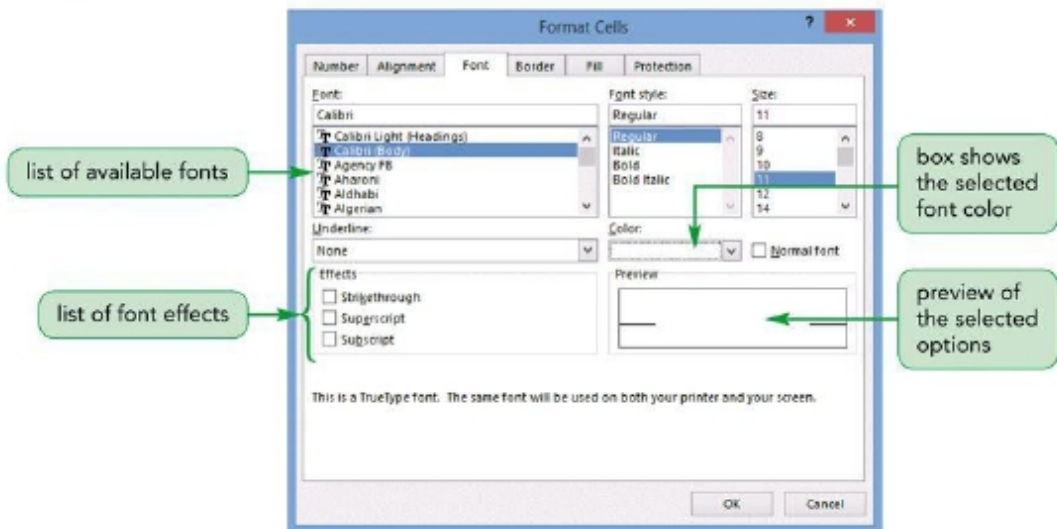 Format Cells
?
×
Number Alignment Font Border Fill Protection
Font: Font style: Size:
Calibri Regular 11
Calibri Light (Headings) Regular 8
Calibri (Body) Italic 9
Agency FB Bold 10
Aharoni Bold Italic 11
Aldhabi 12
Algerian 14
Underline: Color:
None Normal font
Effects Preview
Strikethrough
Superscript
Subscript
This is a TrueType font. The same font will be used on both your printer and your screen.
OK Cancel
list of available fonts
list of font effects
box shows
the selected
font color
preview of
the selected
options